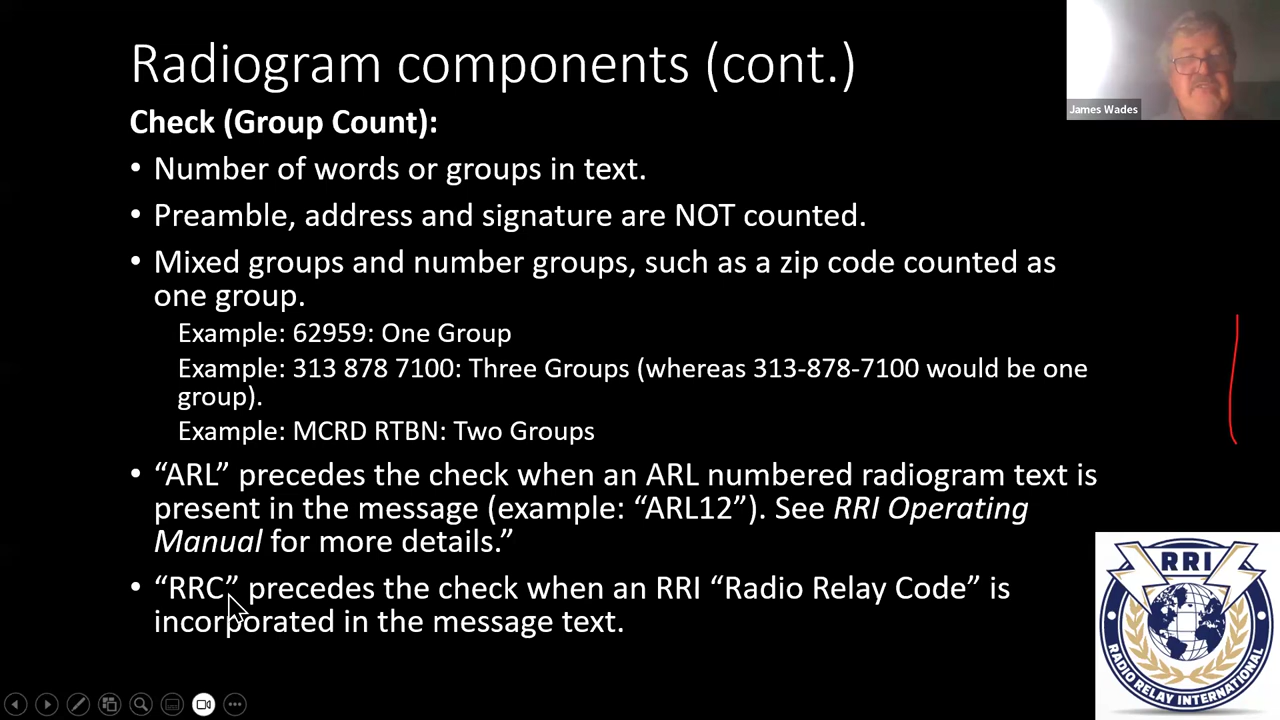 Radiogram components (cont.)
James Wades
Check (Group Count):
• Number of words or groups in text.
• Preamble, address and signature are NOT counted.
• Mixed groups and number groups, such as a zip code counted as
one group.
Example: 62959: One Group
Example: 313 878 7100: Three Groups (whereas 313-878-7100 would be one
group).
Example: MCRD RTBN: Two Groups
• “ARL” precedes the check when an ARL numbered radiogram text is
present in the message (example: “ARL12”). See RRI Operating
Manual for more details.”
• “RRC” precedes the check when an RRI “Radio Relay Code” is
incorporated in the message text.
RRI
RADIO RELAY INTERNATIONAL